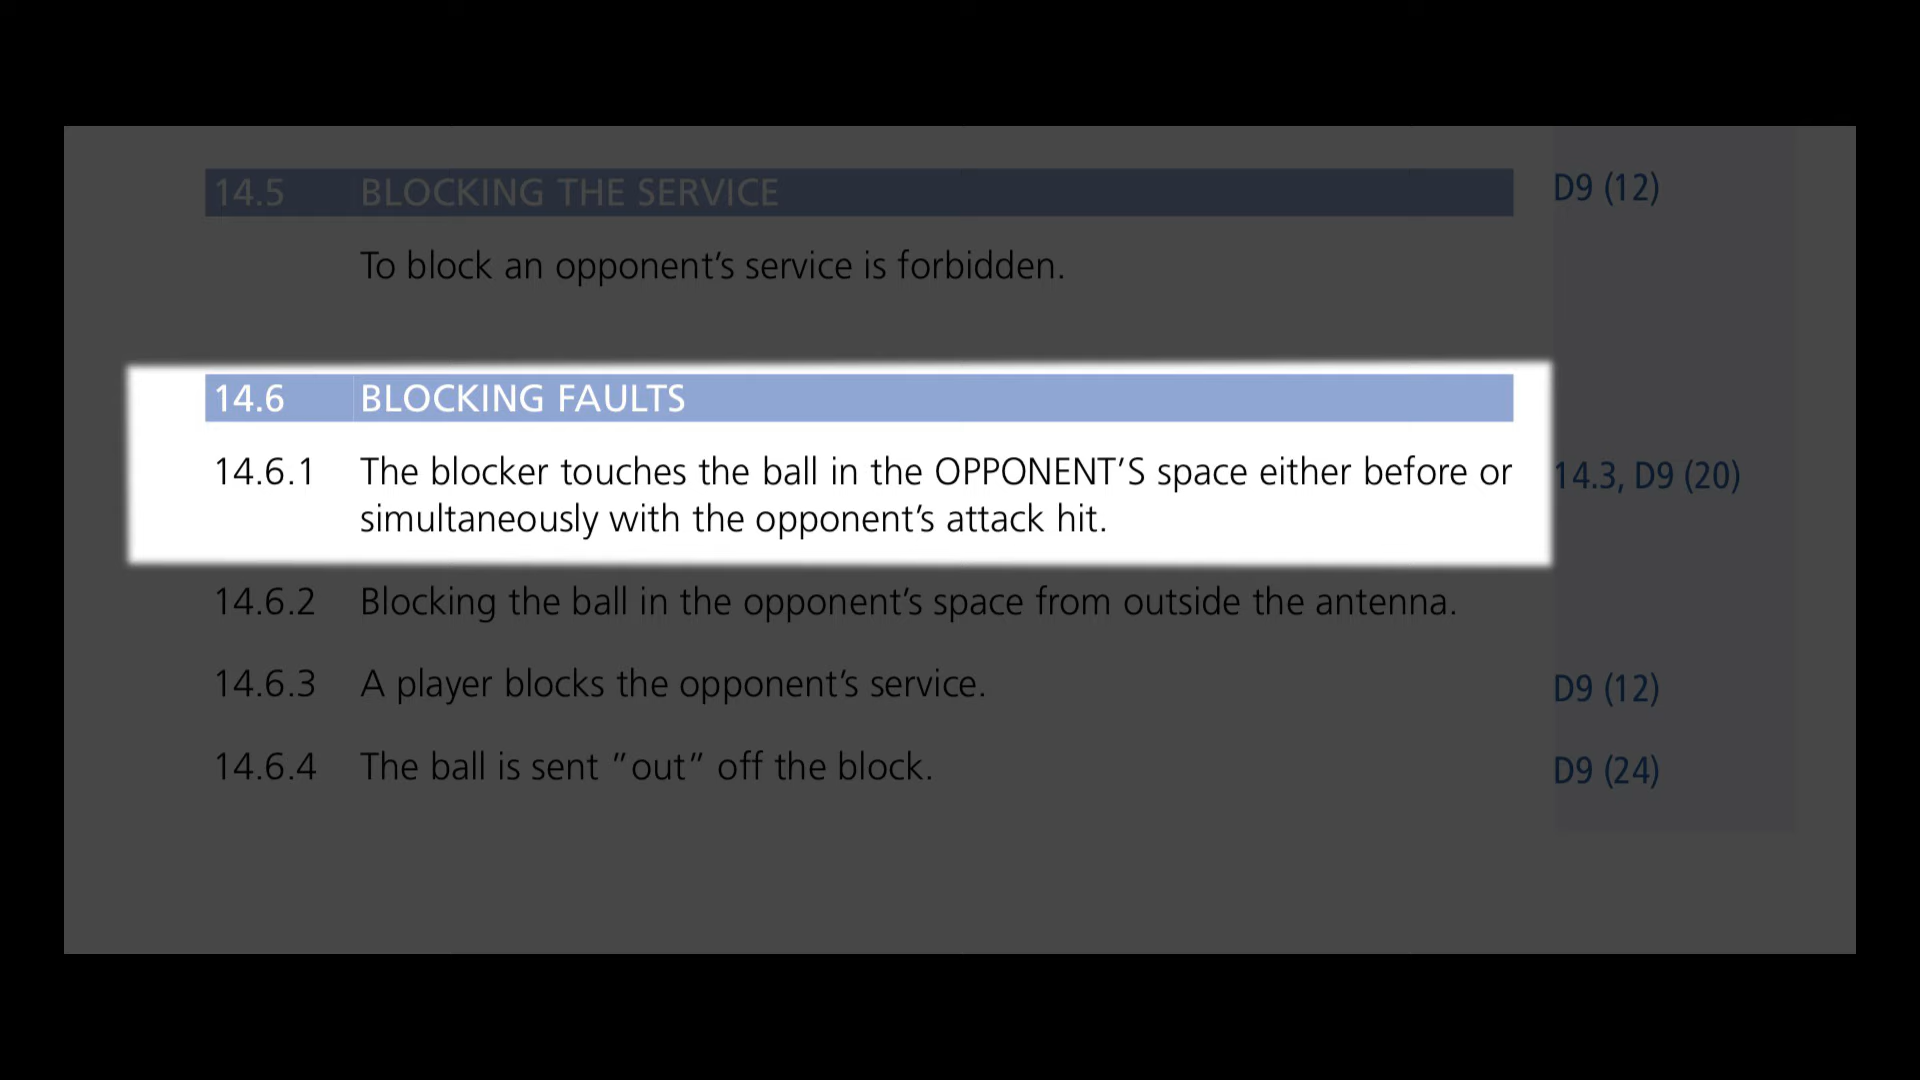 14.5 BLOCKING THE SERVICE D9 (12)
To block an opponent’s service is forbidden.
14.6 BLOCKING FAULTS
14.6.1 The blocker touches the ball in the OPPONENT’S space either before or 14.3, D9 (20)
simultaneously with the opponent’s attack hit.
14.6.2 Blocking the ball in the opponent’s space from outside the antenna.
14.6.3 A player blocks the opponent’s service. D9 (12)
14.6.4 The ball is sent ”out” off the block. D9 (24)